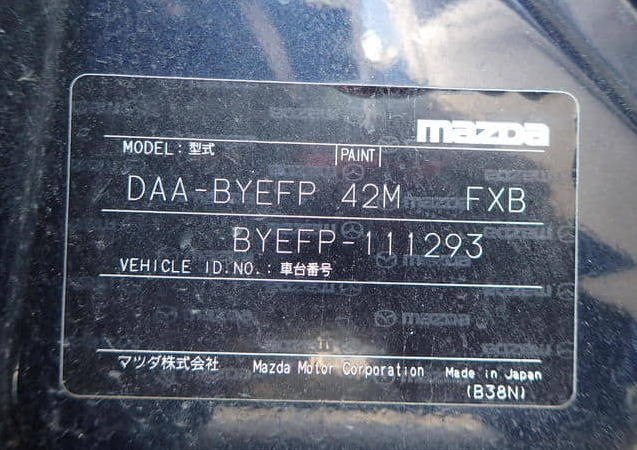 mazda
MODEL: 型式 PAINT
DAA-BYEFP 42M FXB
BYEFP-111293
VEHICLE ID.NO.: 車台番号
mazda
マツダ株式会社 Mazda Motor Corporation Made in Japan
(B38N)